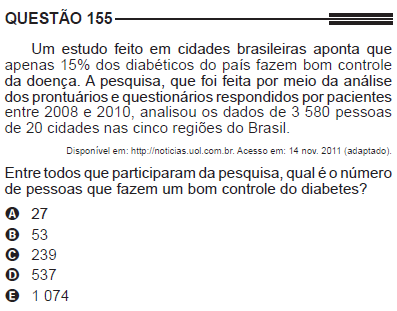 QUESTÃO 155
Um estudo feito em cidades brasileiras aponta que
apenas 15% dos diabéticos do país fazem bom controle
da doença. A pesquisa, que foi feita por meio da análise
dos prontuários e questionários respondidos por pacientes
entre 2008 e 2010, analisou os dados de 3 580 pessoas
de 20 cidades nas cinco regiões do Brasil.
Disponível em: http://noticias.uol.com.br. Acesso em: 14 nov. 2011 (adaptado).
Entre todos que participaram da pesquisa, qual é o número
de pessoas que fazem um bom controle do diabetes?
A 27
B 53
C 239
D 537
E 1 074